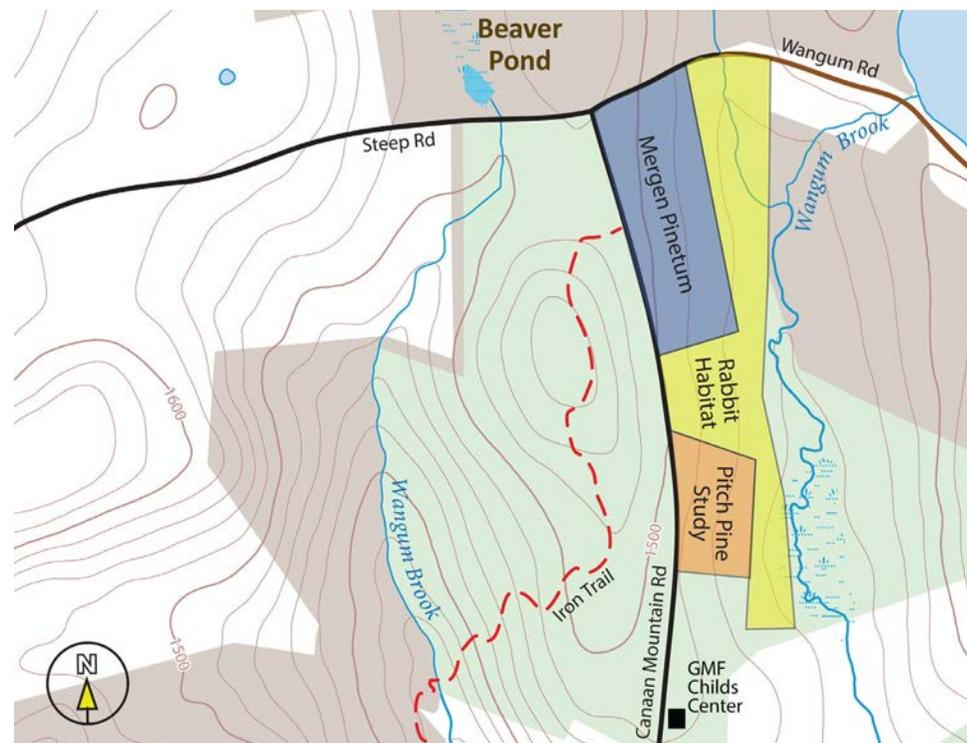 Beaver
Pond
Wangum Rd
Steep Rd
Wangum Brook
Mergen Pinetum
Rabbit
Habitat
1600
Pitch Pine
Study
Wangum Brook
1500
Iron Trail
1500
Canaan Mountain Rd
N
GMF
Childs
Center